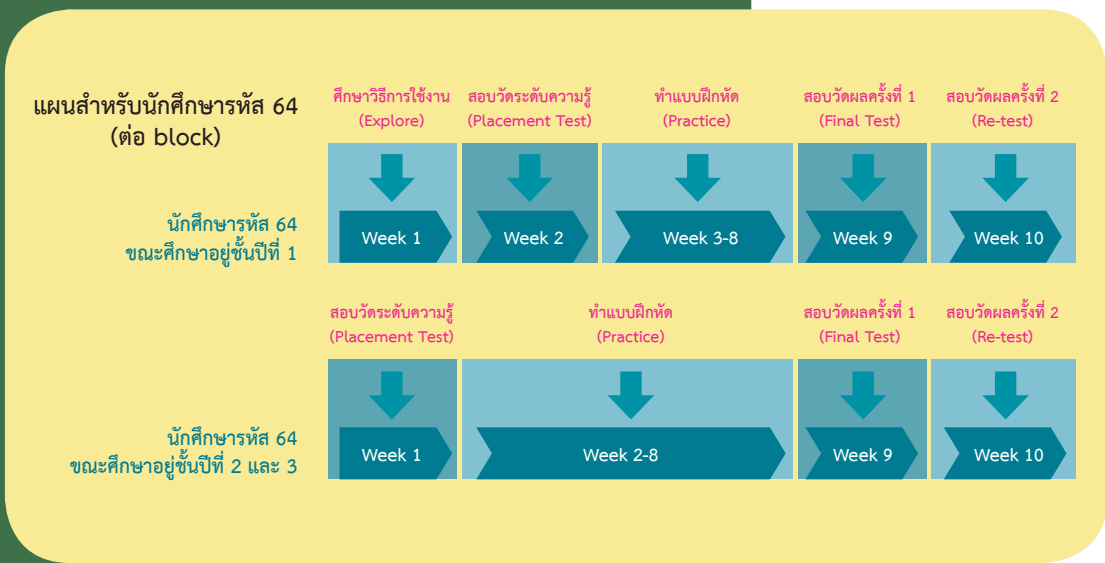 แผนสำหรับนักศึกษารหัส 64
(ต่อ block)
ศึกษาวิธีการใช้งาน
(Explore)
สอบวัดระดับความรู้
(Placement Test)
ทำแบบฝึกหัด
(Practice)
สอบวัดผลครั้งที่ 1
(Final Test)
สอบวัดผลครั้งที่ 2
(Re-test)
นักศึกษารหัส 64
ขณะศึกษาอยู่ชั้นปีที่ 1
Week 1
Week 2
Week 3-8
Week 9
Week 10
สอบวัดระดับความรู้
(Placement Test)
ทำแบบฝึกหัด
(Practice)
สอบวัดผลครั้งที่ 1
(Final Test)
สอบวัดผลครั้งที่ 2
(Re-test)
นักศึกษารหัส 64
ขณะศึกษาอยู่ชั้นปีที่ 2 และ 3
Week 1
Week 2-8
Week 9
Week 10